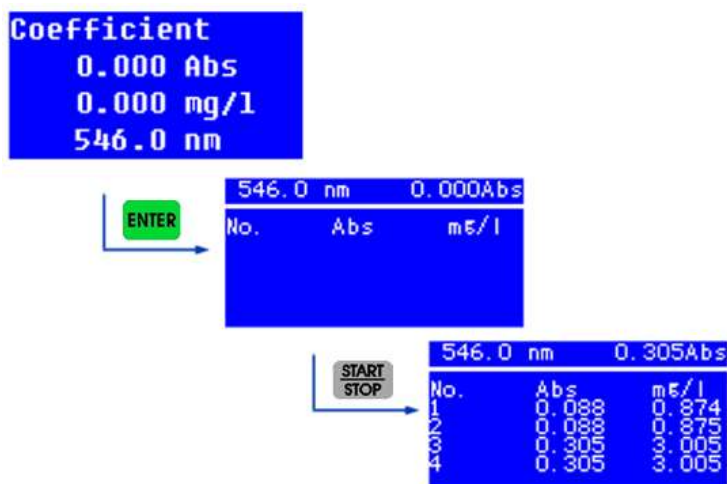 Coefficient
0.000 Abs
0.000 mg/l
546.0 nm
ENTER
546.0 nm 0.000Abs
No. Abs mg/l
START
STOP
546.0 nm 0.305Abs
No. Abs mg/l
1 0.088 0.874
2 0.088 0.875
3 0.305 3.005
4 0.305 3.005